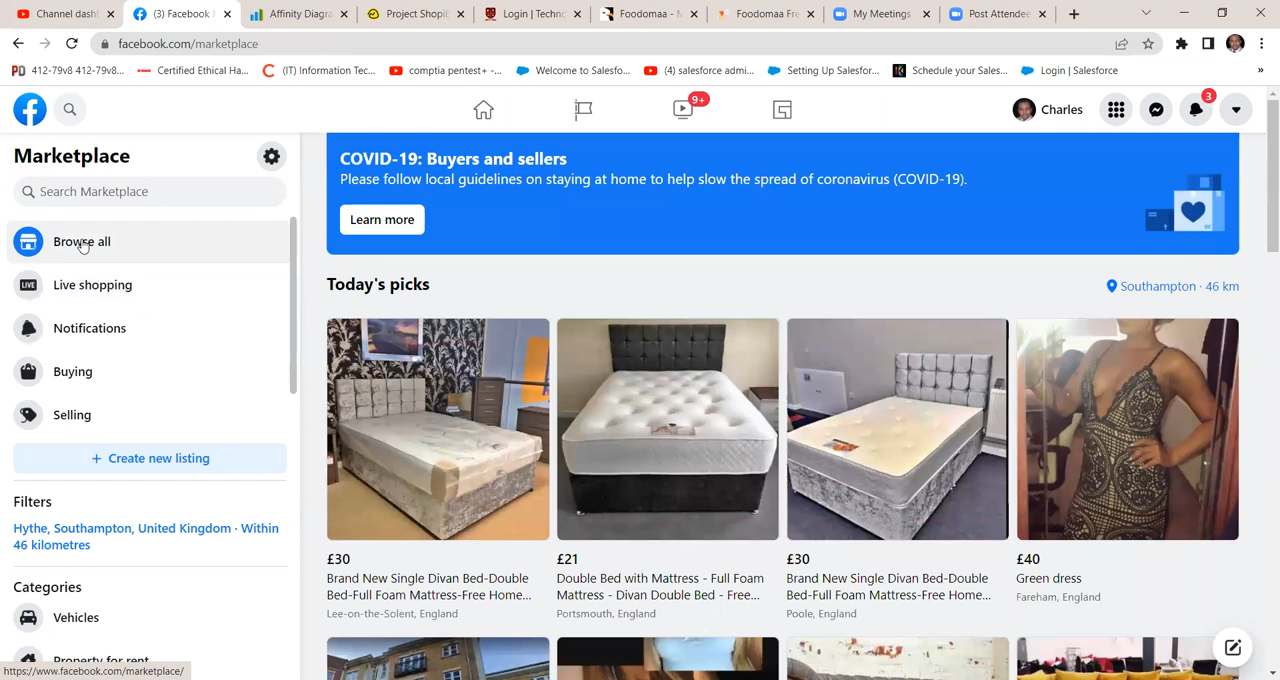 Channel dasht
(3) Facebook
Affinity Diagra
Project Shopit
Login | Techno
Foodomaa - M
Foodomaa Fre
My Meetings
Post Attendee
facebook.com/marketplace
412-79v8 412-79v8...
Certified Ethical Ha...
(IT) Information Tec...
comptia pentest+ -...
Welcome to Salesfo...
(4) salesforce admi...
Setting Up Salesfor...
Schedule your Sales...
Login | Salesforce
»
9+
Charles
3
Marketplace
Search Marketplace
Browse all
LIVE
Live shopping
Notifications
Buying
Selling
+ Create new listing
Filters
Hythe, Southampton, United Kingdom · Within
46 kilometres
Categories
Vehicles
Property for rent
https://www.facebook.com/marketplace/
COVID-19: Buyers and sellers
Please follow local guidelines on staying at home to help slow the spread of coronavirus (COVID-19).
Learn more
Today's picks
Southampton · 46 km
£30
Brand New Single Divan Bed-Double
Bed-Full Foam Mattress-Free Home...
Lee-on-the-Solent, England
£21
Double Bed with Mattress - Full Foam
Mattress - Divan Double Bed - Free...
Portsmouth, England
£30
Brand New Single Divan Bed-Double
Bed-Full Foam Mattress-Free Home...
Poole, England
£40
Green dress
Fareham, England